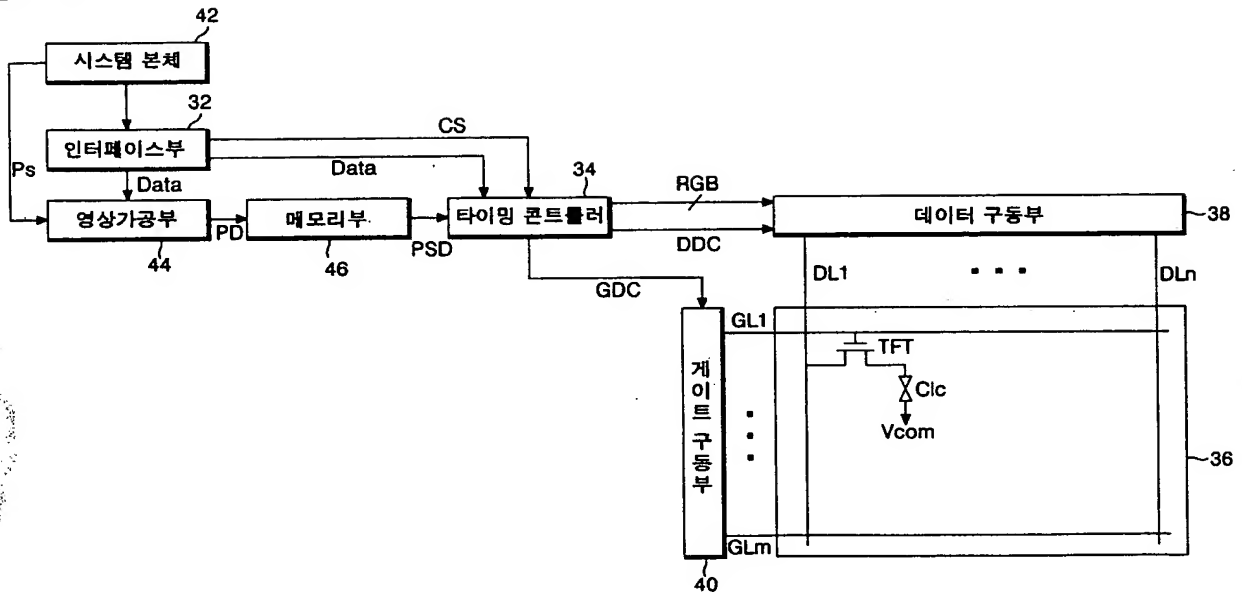 42
시스템 본체
32
인터페이스부
CS
Data
Ps
Data
영상가공부
44
PD
메모리부
46
PSD
34
타이밍 콘트롤러
RGB
DDC
데이터 구동부
38
GDC
DL1
DLn
GL1
TFT
Clc
Vcom
게이트 구동부
36
GLm
40